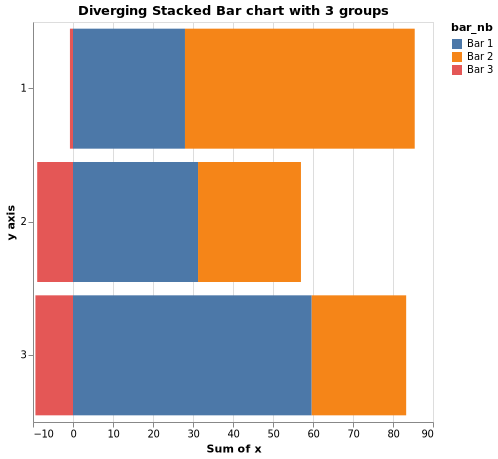 Diverging Stacked Bar chart with 3 groups
bar_nb
Bar 1
Bar 2
Bar 3
y axis
1
2
3
−10 0 10 20 30 40 50 60 70 80 90
Sum of x